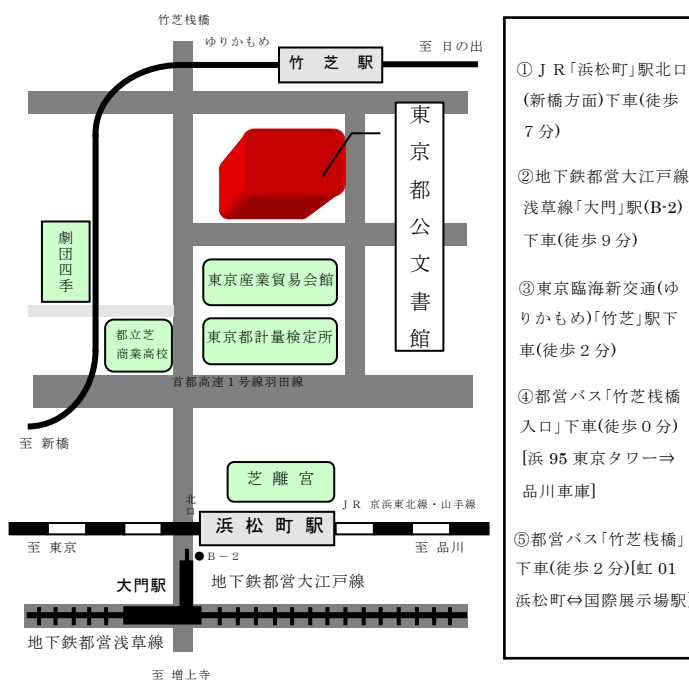 竹芝桟橋
ゆりかもめ
至 日の出
竹 芝 駅
東京都公文書館
劇団四季
東京産業貿易会館
都立芝
商業高校
東京都計量検定所
首都高速１号線羽田線
至 新橋
芝 離 宮
北口
ＪＲ 京浜東北線・山手線
浜 松 町 駅
至 東京
●Ｂ－２
至 品川
大門駅
地下鉄都営大江戸線
地下鉄都営浅草線
至 増上寺
①ＪＲ「浜松町」駅北口
(新橋方面)下車(徒歩
７分)
②地下鉄都営大江戸線
浅草線「大門」駅(B-2)
下車(徒歩９分)
③東京臨海新交通(ゆ
りかもめ)「竹芝」駅下
車(徒歩２分)
④都営バス「竹芝桟橋
入口」下車(徒歩０分)
[浜 95 東京タワー⇒
品川車庫]
⑤都営バス「竹芝桟橋」
下車(徒歩２分)[虹 01
浜松町⇔国際展示場駅]